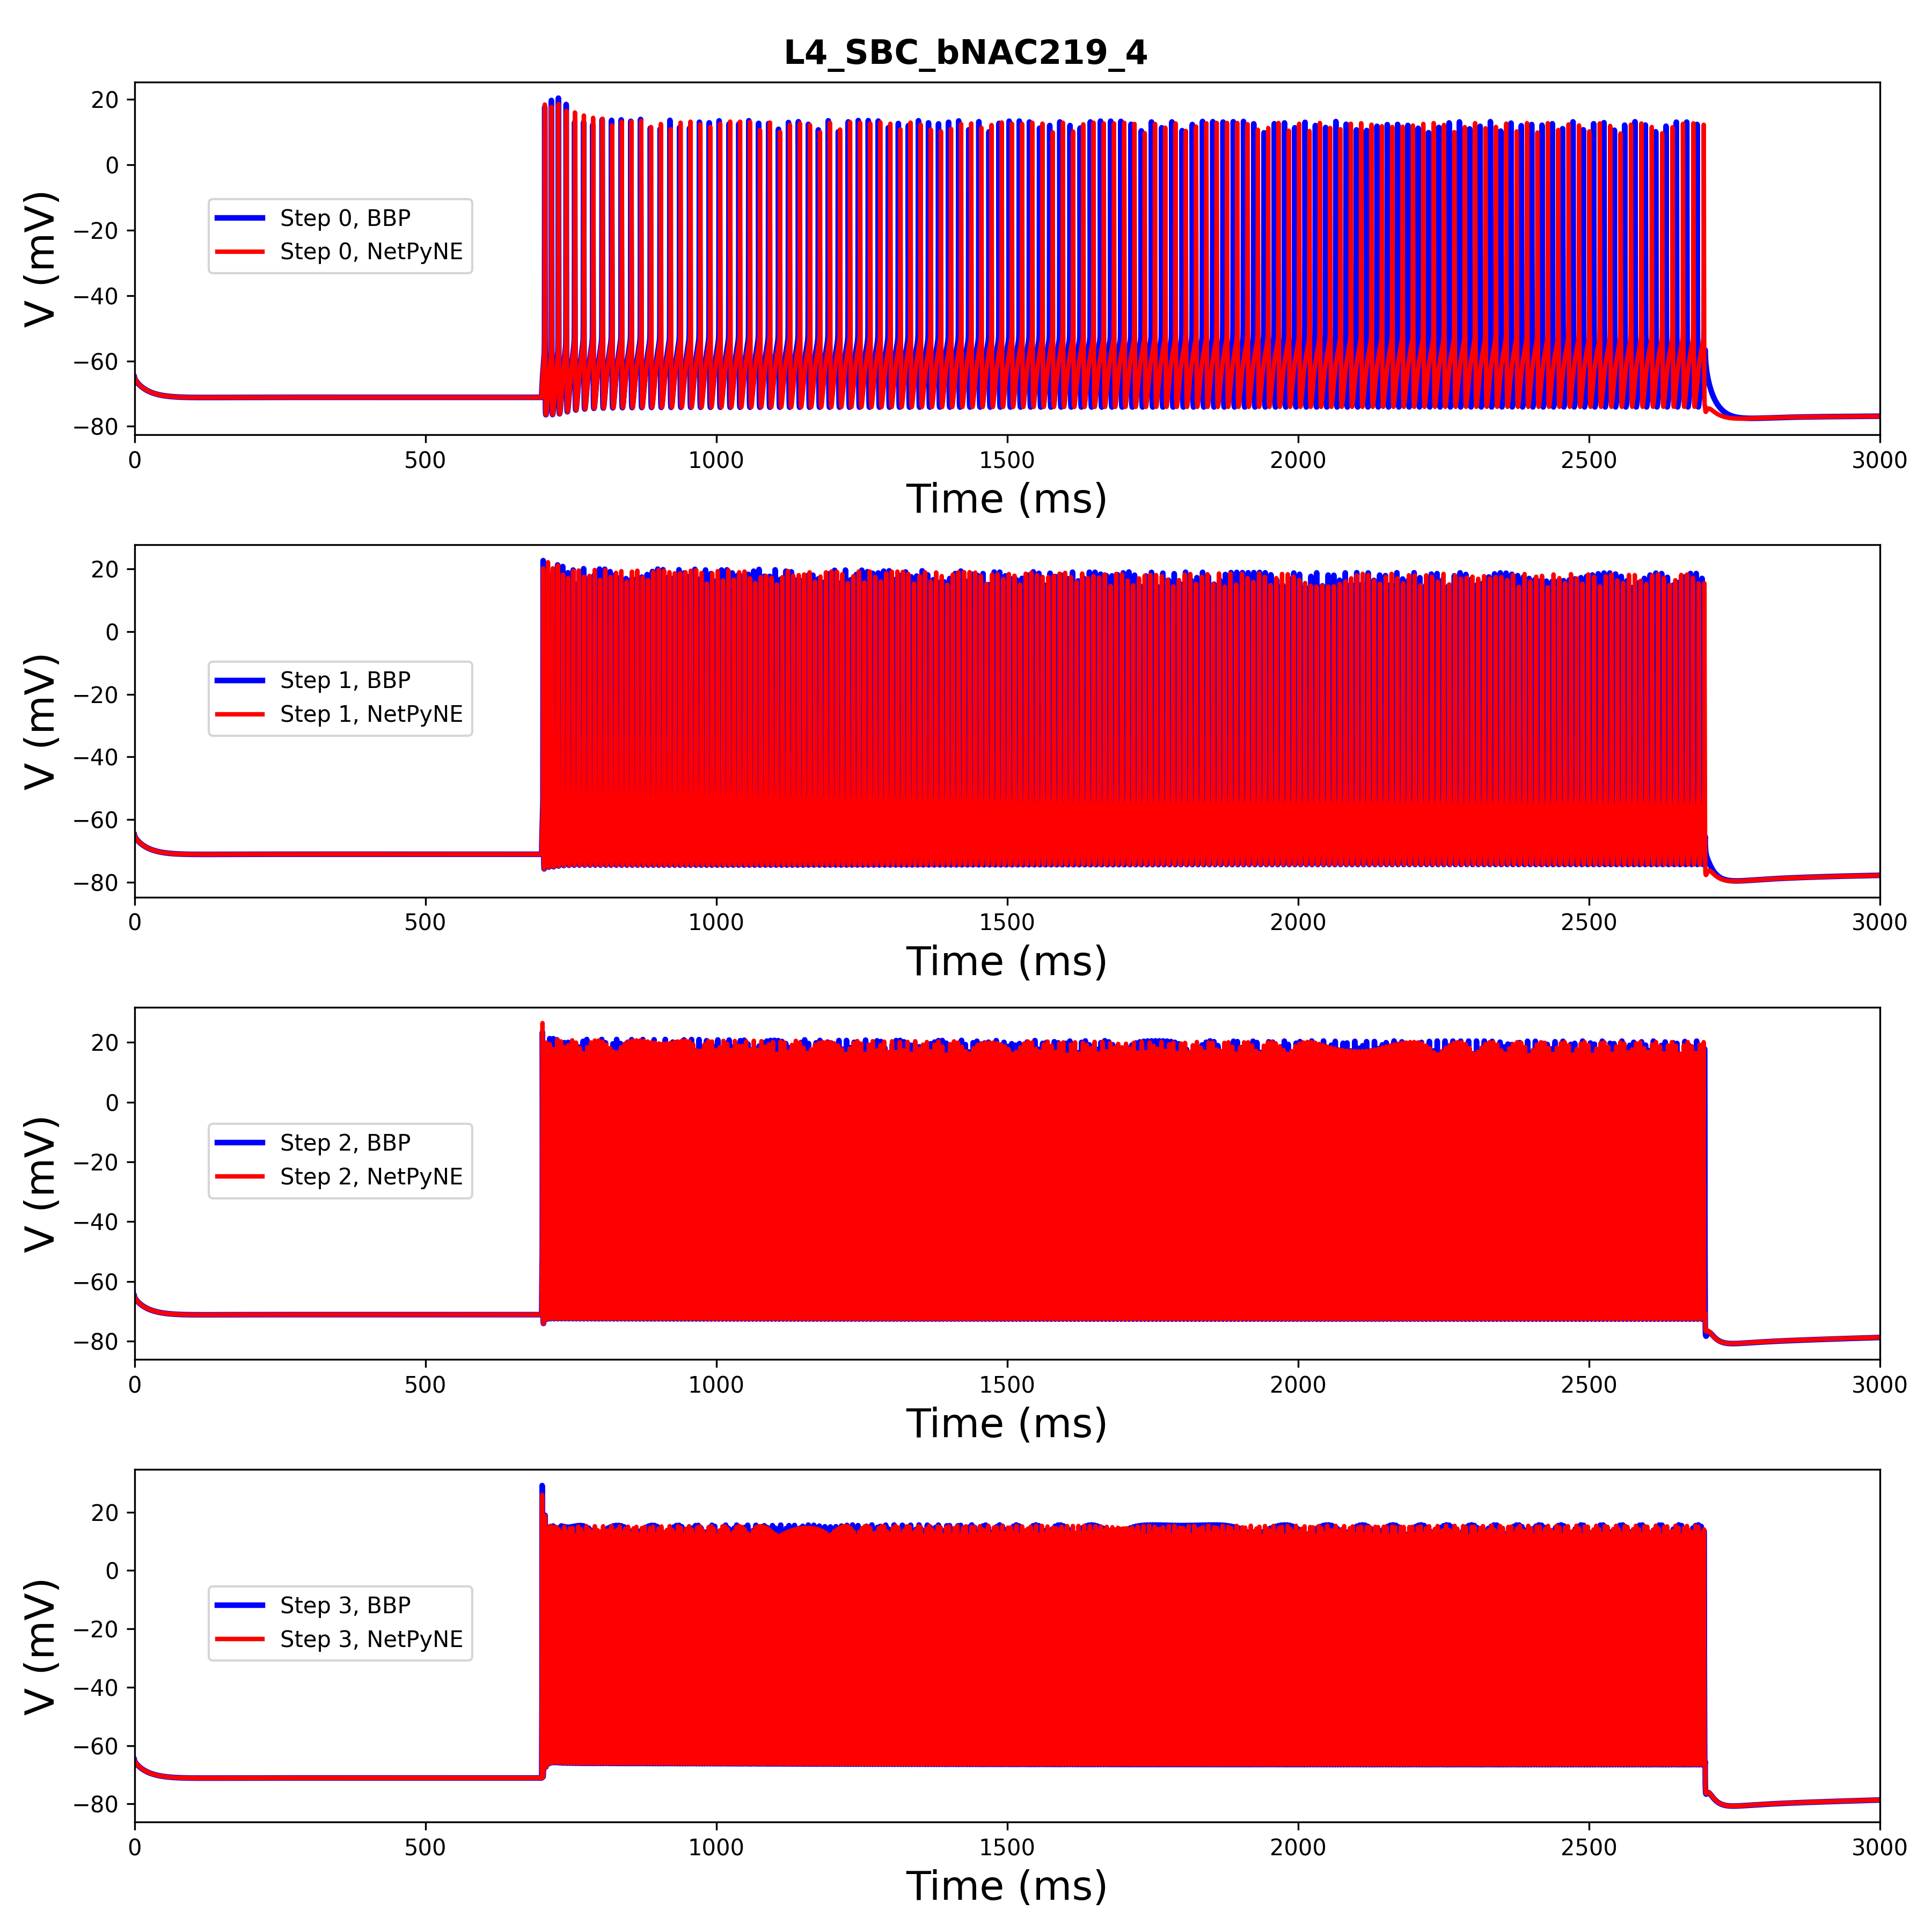 L4_SBC_bNAC219_4
20
0
−20
−40
−60
−80
V (mV)
Step 0, BBP
Step 0, NetPyNE
0 500 1000 1500 2000 2500 3000
Time (ms)
20
0
−20
−40
−60
−80
V (mV)
Step 1, BBP
Step 1, NetPyNE
0 500 1000 1500 2000 2500 3000
Time (ms)
20
0
−20
−40
−60
−80
V (mV)
Step 2, BBP
Step 2, NetPyNE
0 500 1000 1500 2000 2500 3000
Time (ms)
20
0
−20
−40
−60
−80
V (mV)
Step 3, BBP
Step 3, NetPyNE
0 500 1000 1500 2000 2500 3000
Time (ms)